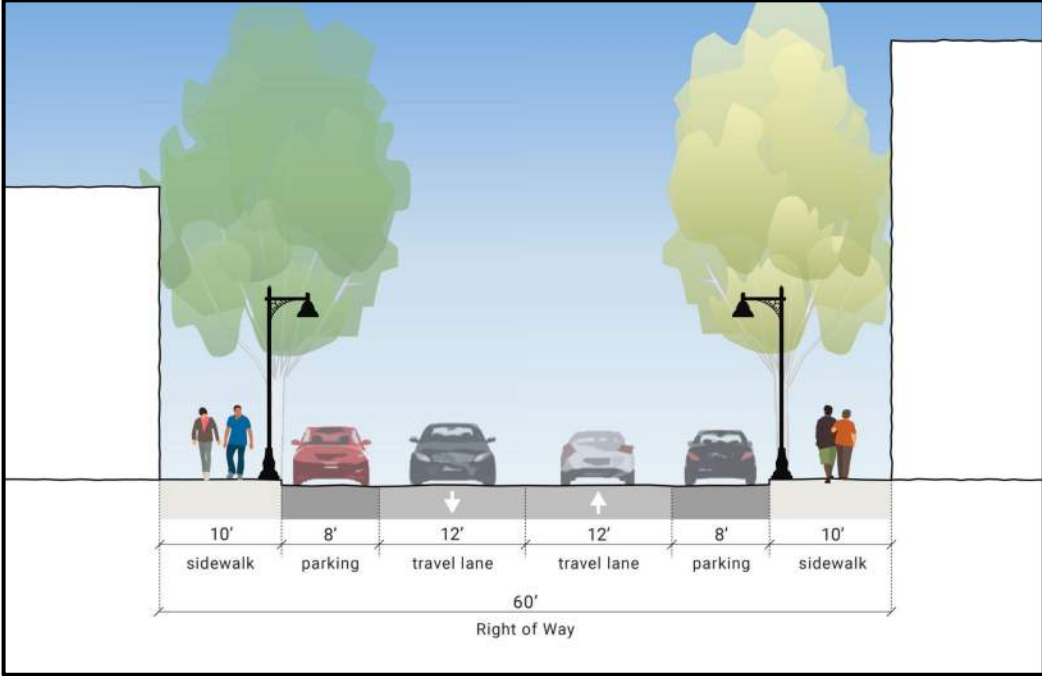 10’ 8’ 12’ 12’ 8’ 10’
sidewalk parking travel lane travel lane parking sidewalk
60’
Right of Way